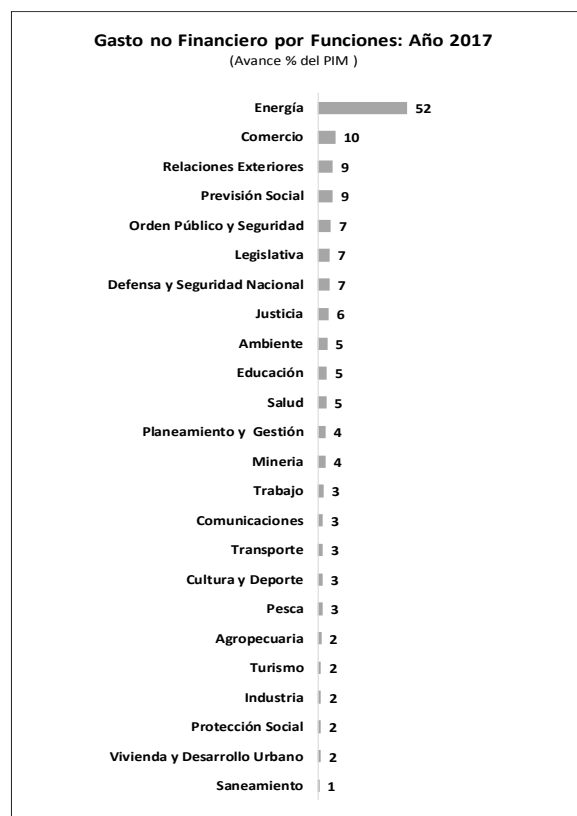 Gasto no Financiero por Funciones: Año 2017
(Avance % del PIM )
Energía 52
Comercio 10
Relaciones Exteriores 9
Previsión Social 9
Orden Público y Seguridad 7
Legislativa 7
Defensa y Seguridad Nacional 7
Justicia 6
Ambiente 5
Educación 5
Salud 5
Planeamiento y Gestión 4
Mineria 4
Trabajo 3
Comunicaciones 3
Transporte 3
Cultura y Deporte 3
Pesca 3
Agropecuaria 2
Turismo 2
Industria 2
Protección Social 2
Vivienda y Desarrollo Urbano 2
Saneamiento 1